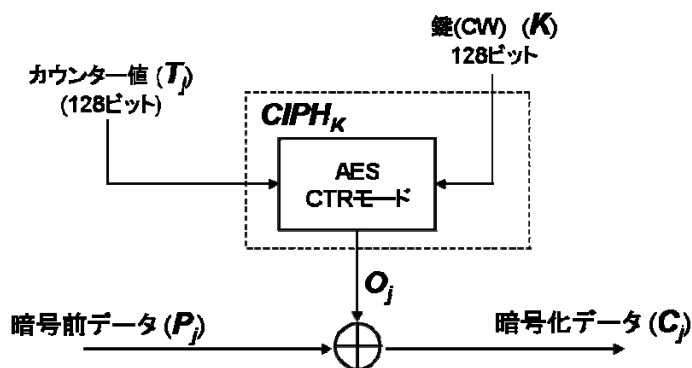 鍵(CW) (K)
128ビット
カウンター値 (Tj)
(128ビット)
CIPHK
AES
CTRモード
Oj
暗号前データ(Pj)
暗号化データ(Cj)